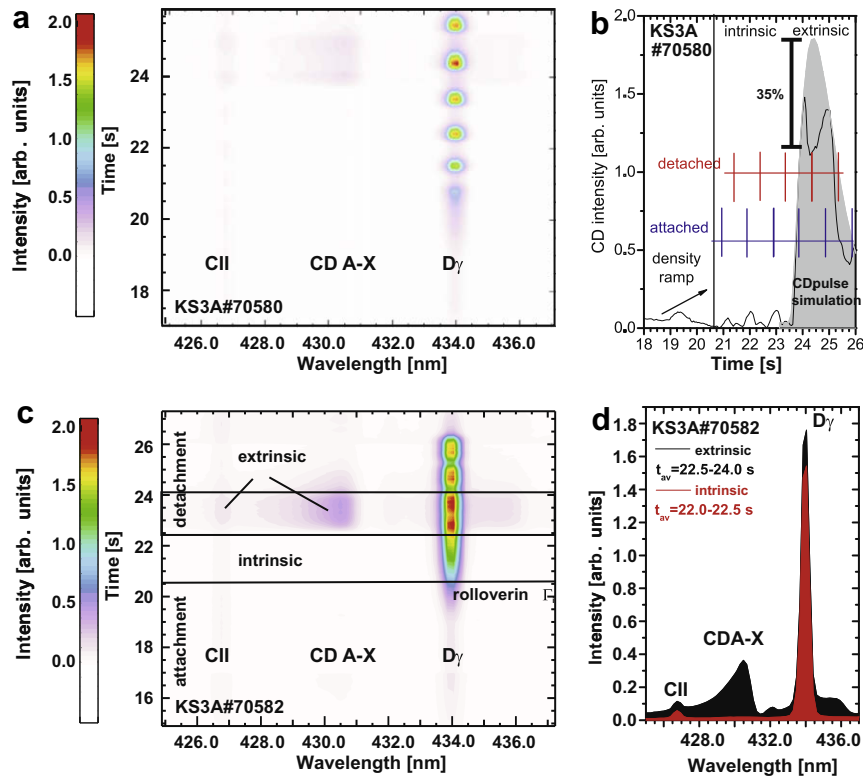 a
2.0
1.5
1.0
0.5
0.0
Intensity [arb. units]
Time [s]
24
22
20
18
CII
CD A-X
Dγ
KS3A#70580
426.0 428.0 430.0 432.0 434.0 436.0
Wavelength [nm]
b
KS3A
#70580
intrinsic
extrinsic
35%
detached
attached
density
ramp
CD pulse
simulation
CD intensity [arb. units]
2.0
1.5
1.0
0.5
0.0
18 19 20 21 22 23 24 25 26
Time [s]
c
2.0
1.5
1.0
0.5
0.0
Intensity [arb. units]
Time [s]
26
24
22
20
18
16
detachment
attachment
extrinsic
intrinsic
rolloverin Γ
CII
CD A-X
Dγ
KS3A#70582
426.0 428.0 430.0 432.0 434.0 436.0
Wavelength [nm]
d
KS3A#70582
Dγ
extrinsic
tav=22.5-24.0 s
intrinsic
tav=22.0-22.5 s
CDA-X
CII
Intensity [arb. units]
1.8
1.6
1.4
1.2
1.0
0.8
0.6
0.4
0.2
0.0
428.0 432.0 436.0
Wavelength [nm]